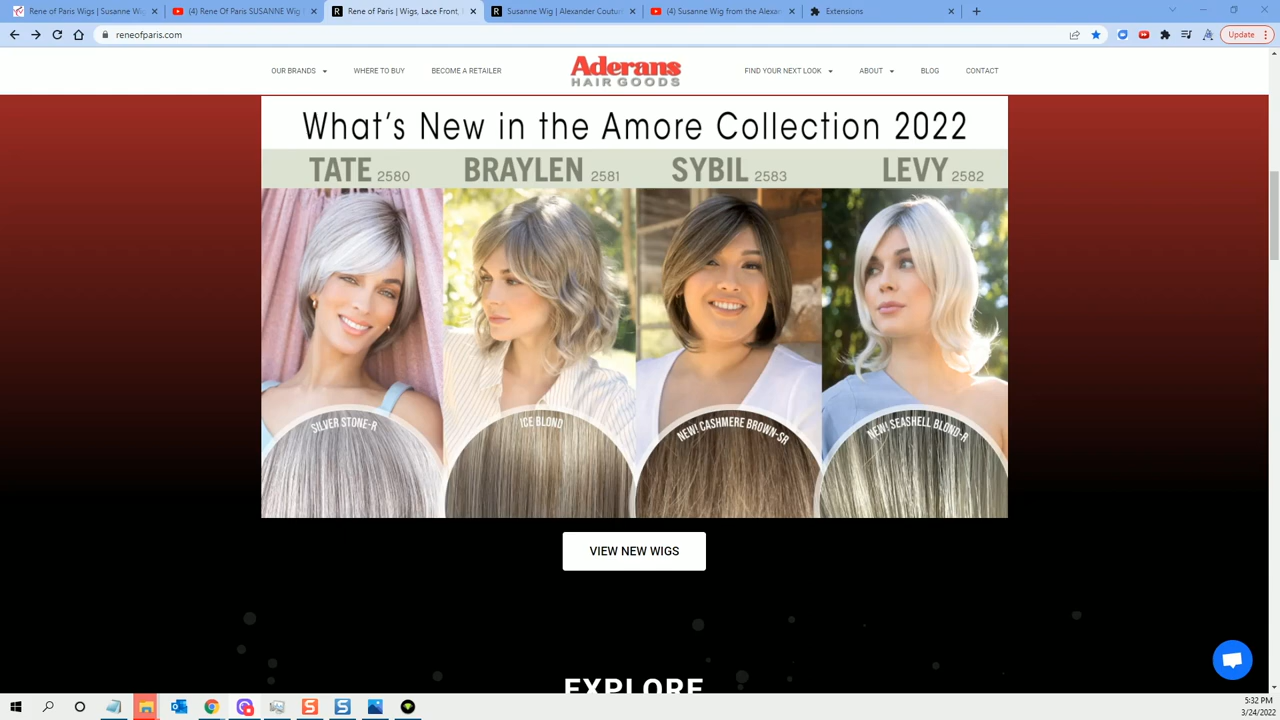 Rene of Paris Wigs | Susanne Wi
(4) Rene Of Paris SUSANNE Wig
Rene of Paris | Wigs, Lace Front,
Susanne Wig | Alexander Coutur
(4) Susanna Wig from the Alexan
Extensions
reneofparis.com
Update
OUR BRANDS
WHERE TO BUY
BECOME A RETAILER
Aderans
HAIR GOODS
FIND YOUR NEXT LOOK
ABOUT
BLOG
CONTACT
What's New in the Amore Collection 2022
TATE 2580
BRAYLEN 2581
SYBIL 2583
LEVY 2582
SILVER STONE-R
ICE BLOND
NEW! CASHMERE BROWN-SR
NEW! SEASHELL BLOND-R
VIEW NEW WIGS
EXPLORE
5:32 PM
3/24/2022